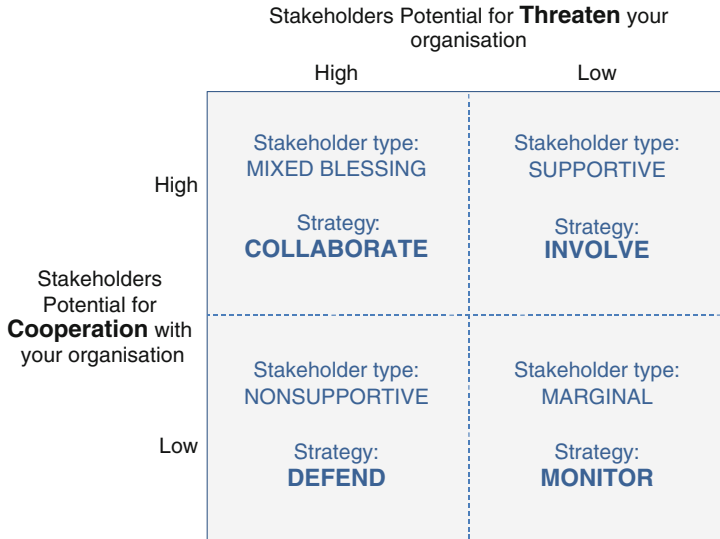 Stakeholders Potential for Threaten your
organisation
High
Low
High
Stakeholder type:
MIXED BLESSING
Strategy:
COLLABORATE
Stakeholder type:
SUPPORTIVE
Strategy:
INVOLVE
Stakeholders
Potential for
Cooperation with
your organisation
Low
Stakeholder type:
NONSUPPORTIVE
Strategy:
DEFEND
Stakeholder type:
MARGINAL
Strategy:
MONITOR